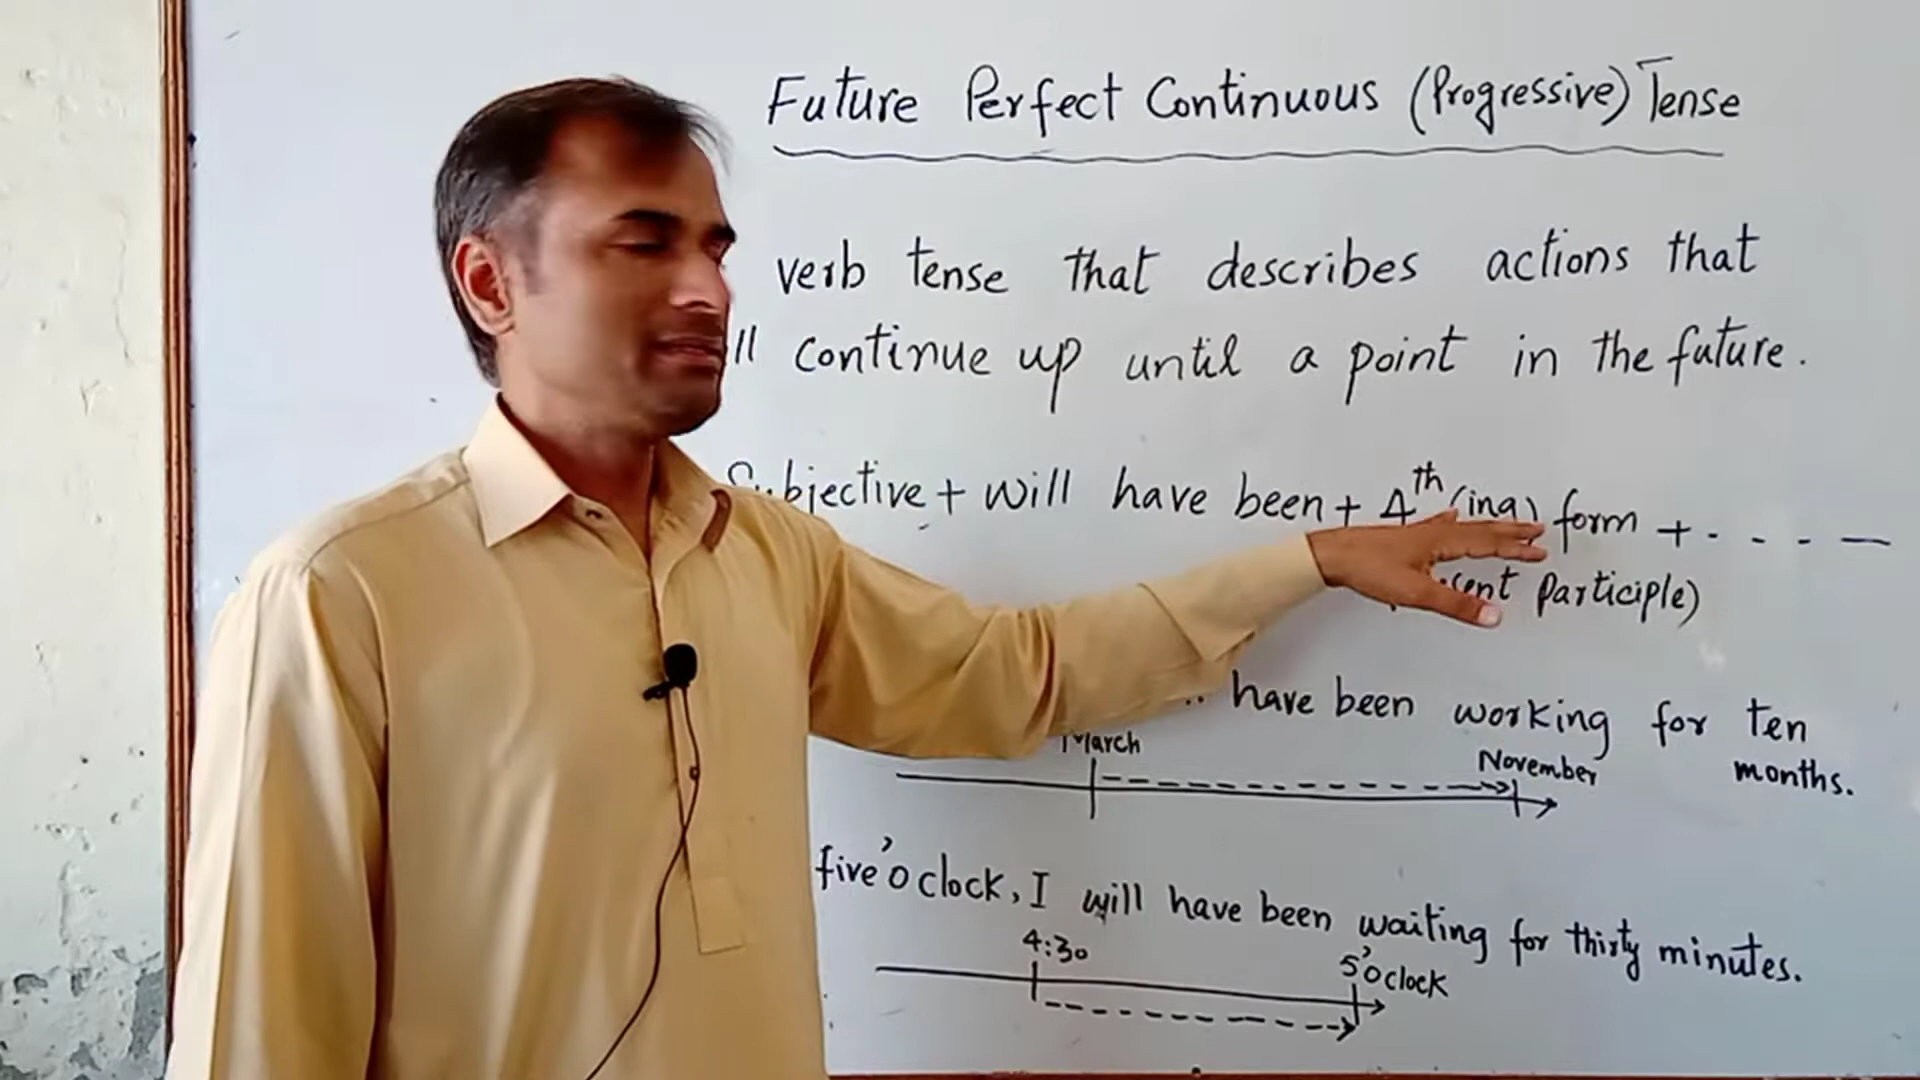 Future Perfect Continuous (Progressive) Tense
verb tense that describes actions that
ll continue up until a point in the future.
Subjective + will have been + 4th (ing) form + - - - -
Participle)
have been working for ten
months.
March
November
five'o clock, I will have been waiting for thirty minutes.
4:30
5'o clock